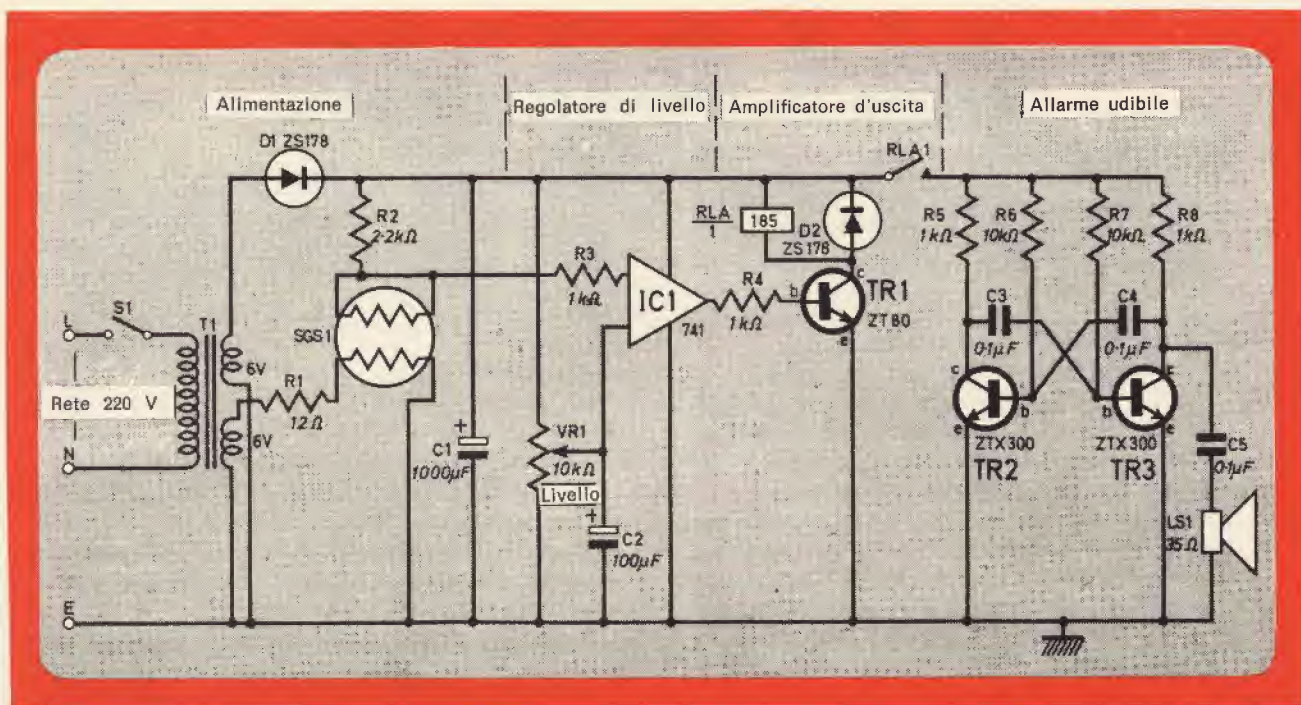 Alimentazione
Regolatore di livello
Amplificatore d'uscita
Allarme udibile
D1 ZS178
RLA1
R2
2·2kΩ
RLA
1
185
D2
ZS178
R5
1kΩ
R6
10kΩ
R7
10kΩ
R8
1kΩ
R3
1kΩ
IC1
741
R4
1kΩ
b
c
e
TR1
ZT80
S1
L
T1
SGS1
C3
0·1µF
C4
0·1µF
6V
R1
12Ω
Rete 220 V
6V
N
C1
1000µF
+
VR1
10kΩ
Livello
+
C2
100µF
c
b
e
ZTX300
TR2
c
b
e
ZTX300
TR3
C5
0·1µF
LS1
35Ω
E